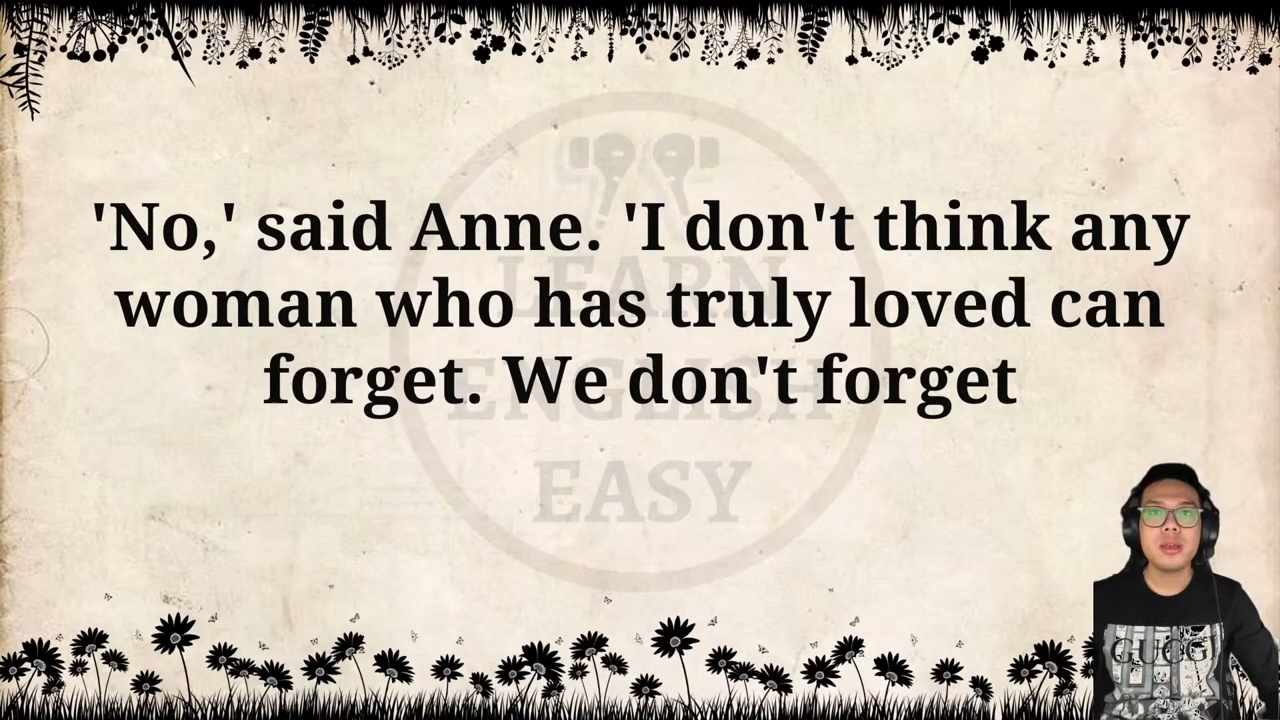 'No,' said Anne. 'I don't think any
woman who has truly loved can
forget. We don't forget
LEARN
ENGLISH
EASY
GUCCI